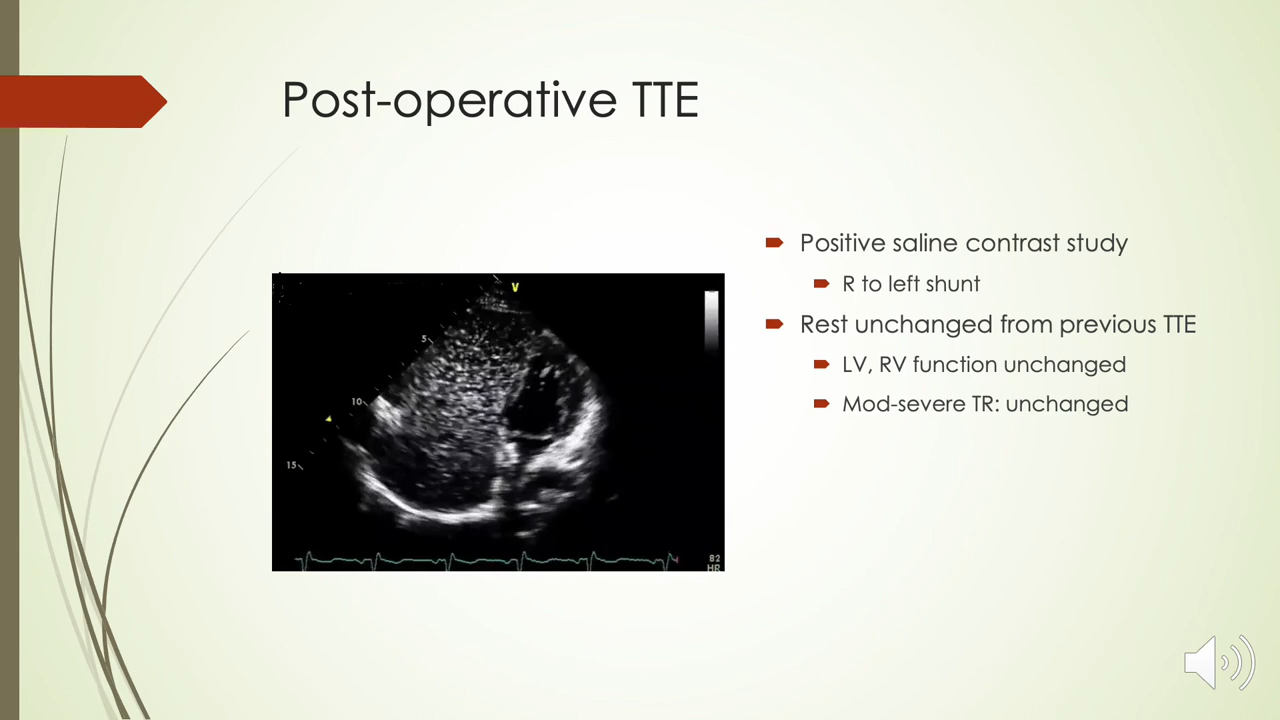 Post-operative TTE
Positive saline contrast study
R to left shunt
Rest unchanged from previous TTE
LV, RV function unchanged
Mod-severe TR: unchanged
V
5
10
15
82
HR